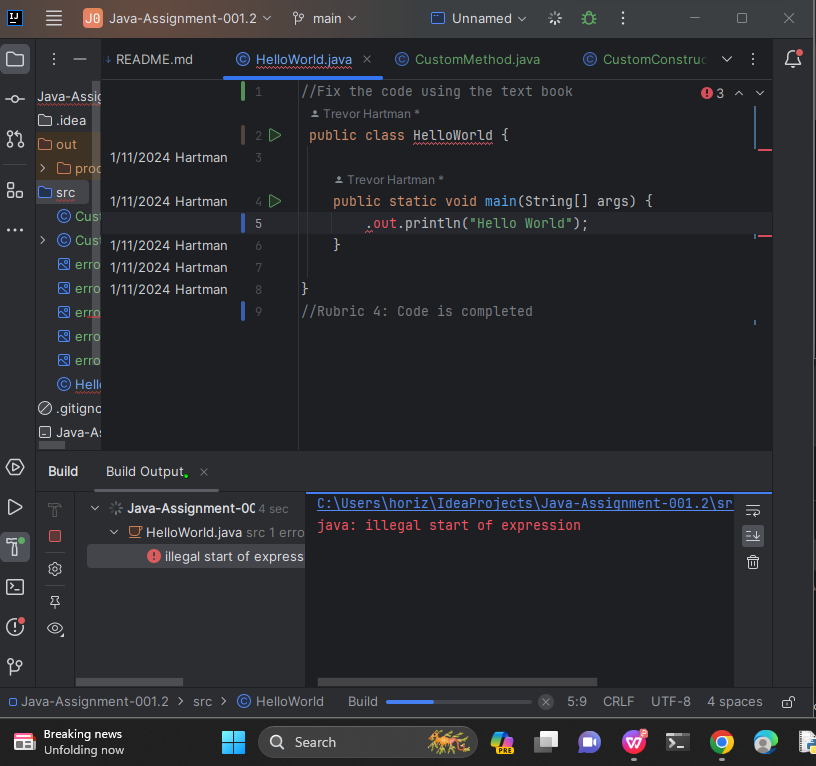 IJ
J0 Java-Assignment-001.2 main Unnamed
README.md HelloWorld.java CustomMethod.java CustomConstruc
Java-Assig
.idea
out
proc
src
Cust
Cust
erro
erro
erro
erro
erro
Hello
.gitigno
Java-As
1 //Fix the code using the text book
3
Trevor Hartman *
2 public class HelloWorld {
1/11/2024 Hartman 3
Trevor Hartman *
1/11/2024 Hartman 4 public static void main(String[] args) {
5 .out.println("Hello World");
1/11/2024 Hartman 6 }
1/11/2024 Hartman 7
1/11/2024 Hartman 8 }
9 //Rubric 4: Code is completed
Build Build Output
Java-Assignment-00 4 sec
HelloWorld.java src 1 erro
illegal start of express
C:\Users\horiz\IdeaProjects\Java-Assignment-001.2\sr
java: illegal start of expression
Java-Assignment-001.2 > src > HelloWorld Build 5:9 CRLF UTF-8 4 spaces
Breaking news
Unfolding now
Search
PRE